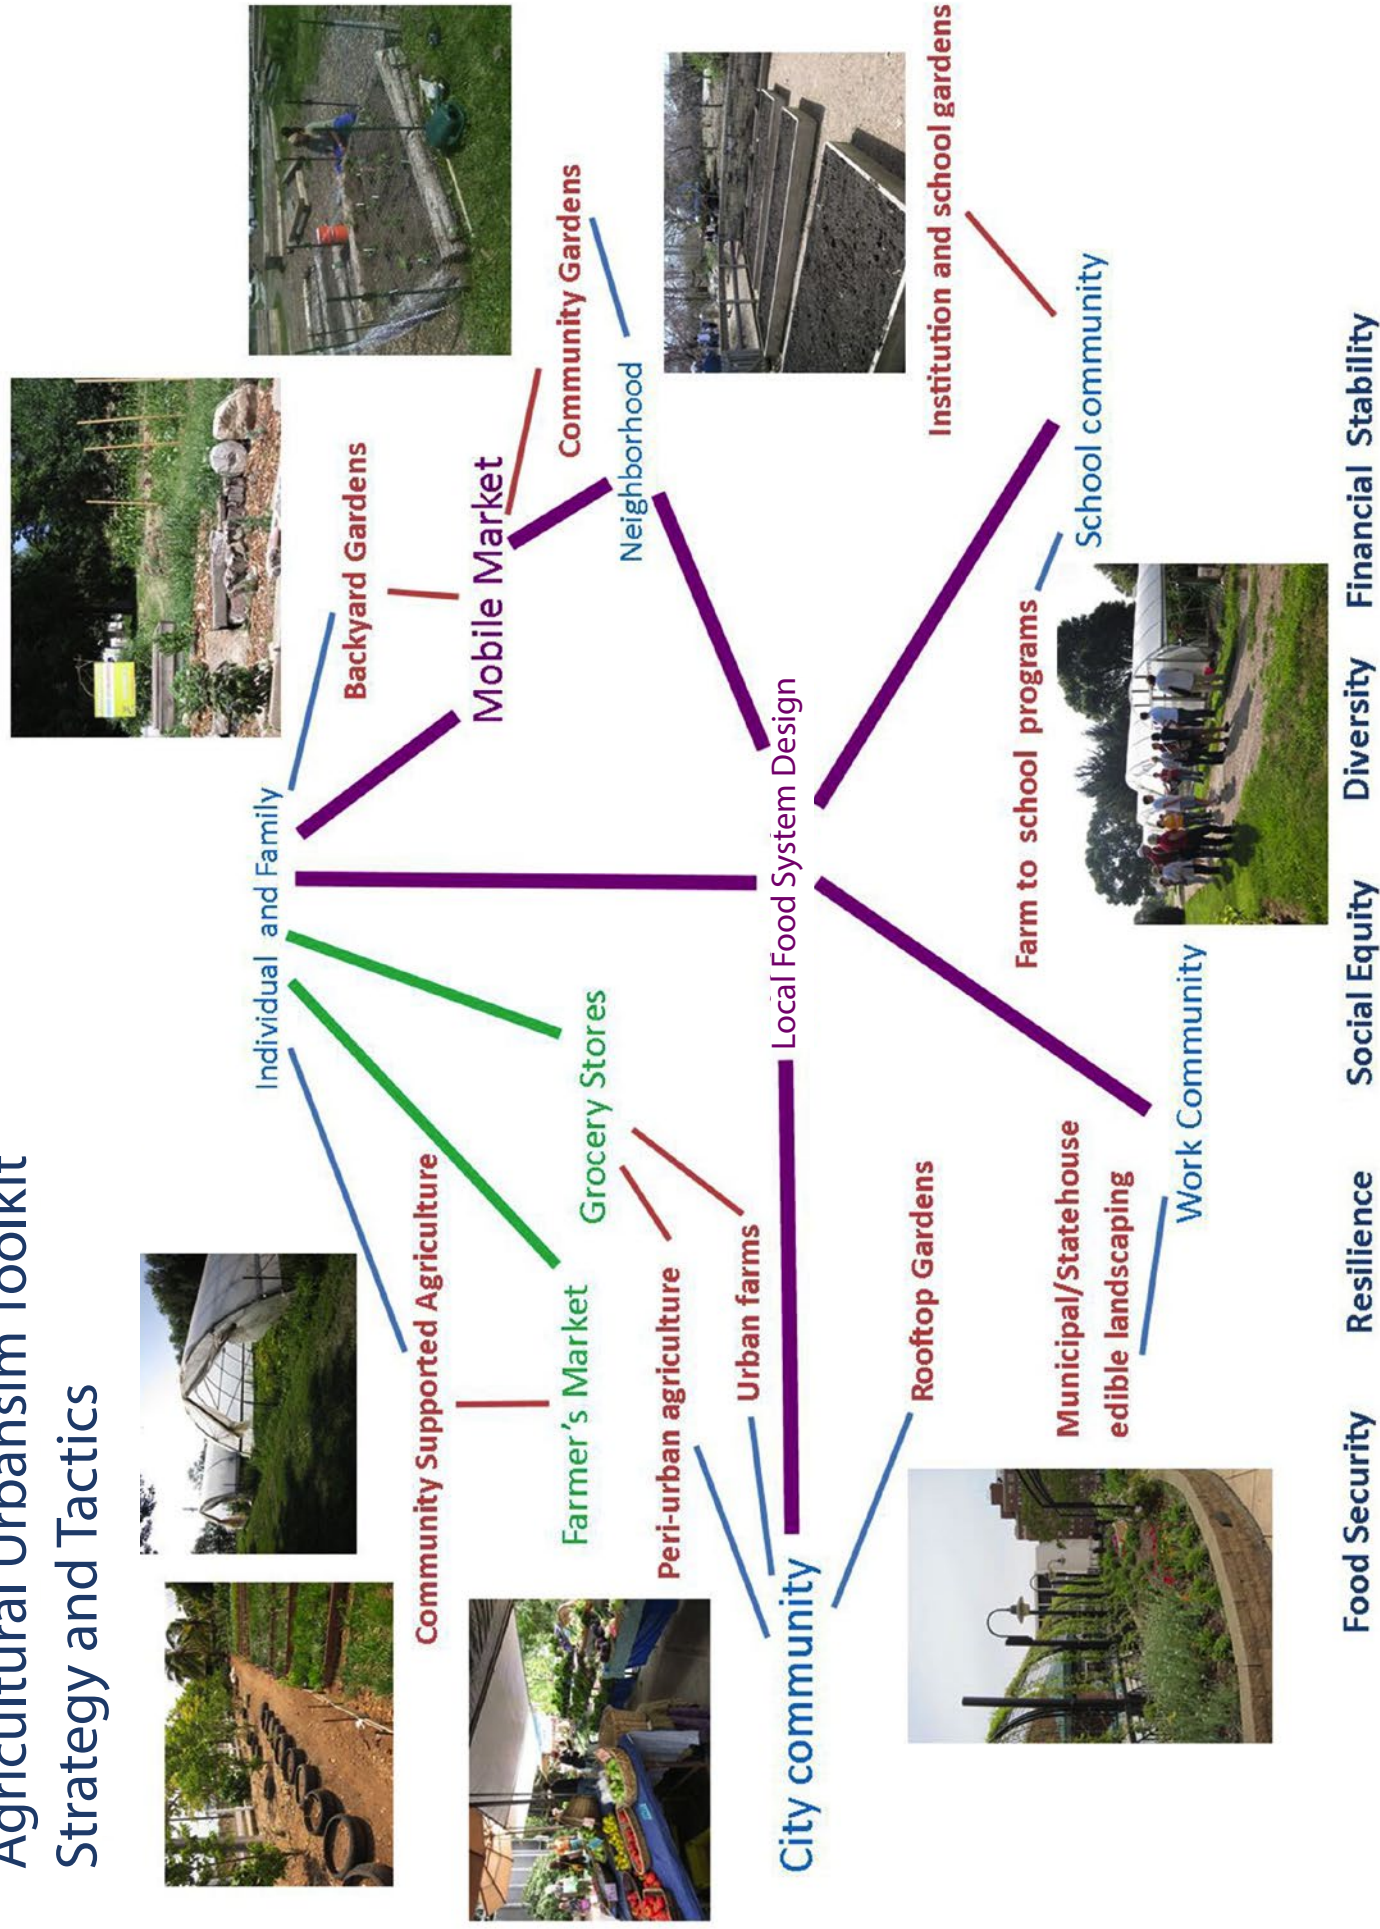 Agricultural Urbansim Toolkit
Strategy and Tactics
Individual and Family
Backyard Gardens
Community Supported Agriculture
Mobile Market
Community Gardens
Farmer's Market
Grocery Stores
Neighborhood
Peri-urban agriculture
Urban farms
City community
Local Food System Design
Rooftop Gardens
Institution and school gardens
Farm to school programs
School community
Municipal/Statehouse
edible landscaping
Work Community
Food Security
Resilience
Social Equity
Diversity
Financial Stability